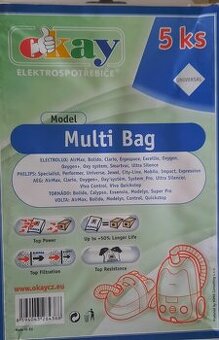 Okay
ELEKTROSPOTŘEBIČE
5 ks
UNIVERSAL
Model
Multi Bag
ELECTROLUX: AirMax, Bolido, Clario, Ergospace, Excellio, Oxygen,
Oxygen+, Oxy system, Smartvac, Ultra Silencer
PHILIPS: Specialist, Performer, Universe, Jewel, City-Line, Mobilo, Impact, Expression
AEG: AirMax, Clario, Oxygen+, Oxy system, System Pro, Ultra Silencer,
Viva Control, Viva Quickstop
TORNADO: Bolido, Calypso, Essensio, Modelys, Super Pro
VOLTA: AirMax, Bolido, Modelys, Control, Quickstop
Top Power
Up to +50% Longer Life
Top Filtration
Top Resistance
www.okaycz.eu